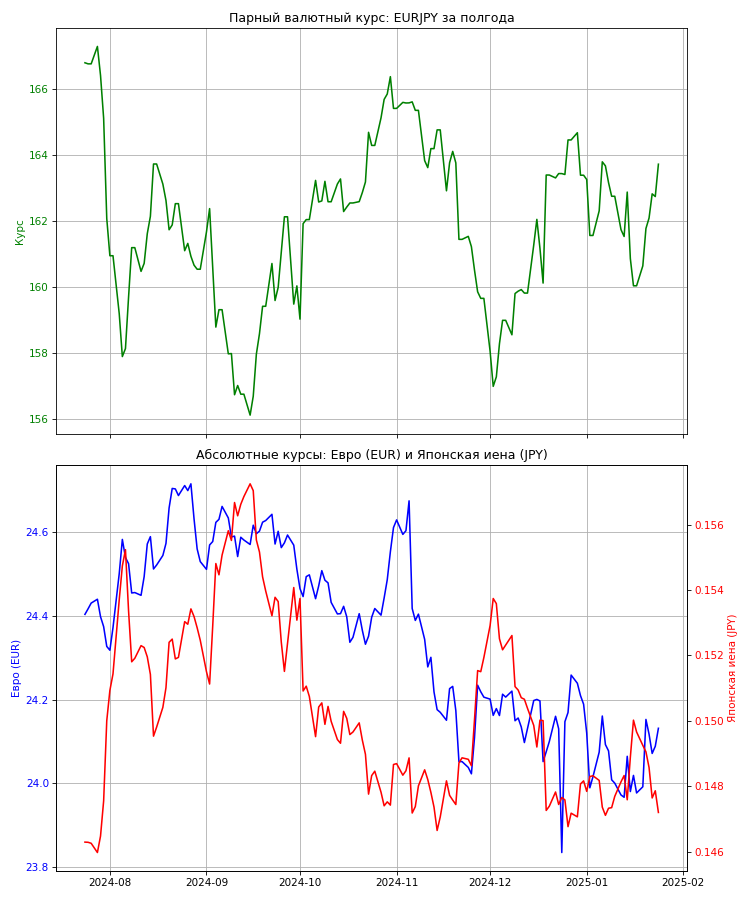 Парный валютный курс: EURJPY за полгода
166
164
162
160
158
156
Курс
Абсолютные курсы: Евро (EUR) и Японская иена (JPY)
24.6
24.4
24.2
24.0
23.8
Евро (EUR)
0.156
0.154
0.152
0.150
0.148
0.146
Японская иена (JPY)
2024-08 2024-09 2024-10 2024-11 2024-12 2025-01 2025-02